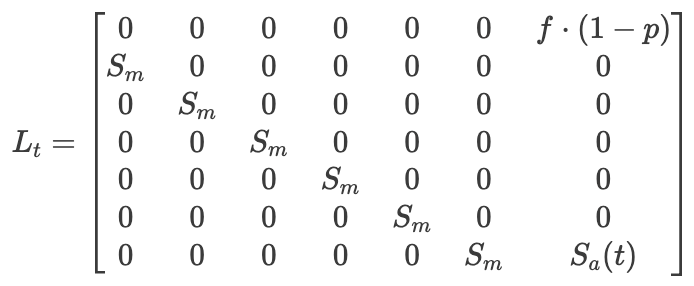 0 0 0 0 0 0 f · (1 − p)
S_m 0 0 0 0 0 0
0 S_m 0 0 0 0 0
L_t = 0 0 S_m 0 0 0 0
0 0 0 S_m 0 0 0
0 0 0 0 S_m 0 0
0 0 0 0 0 S_m S_a(t)